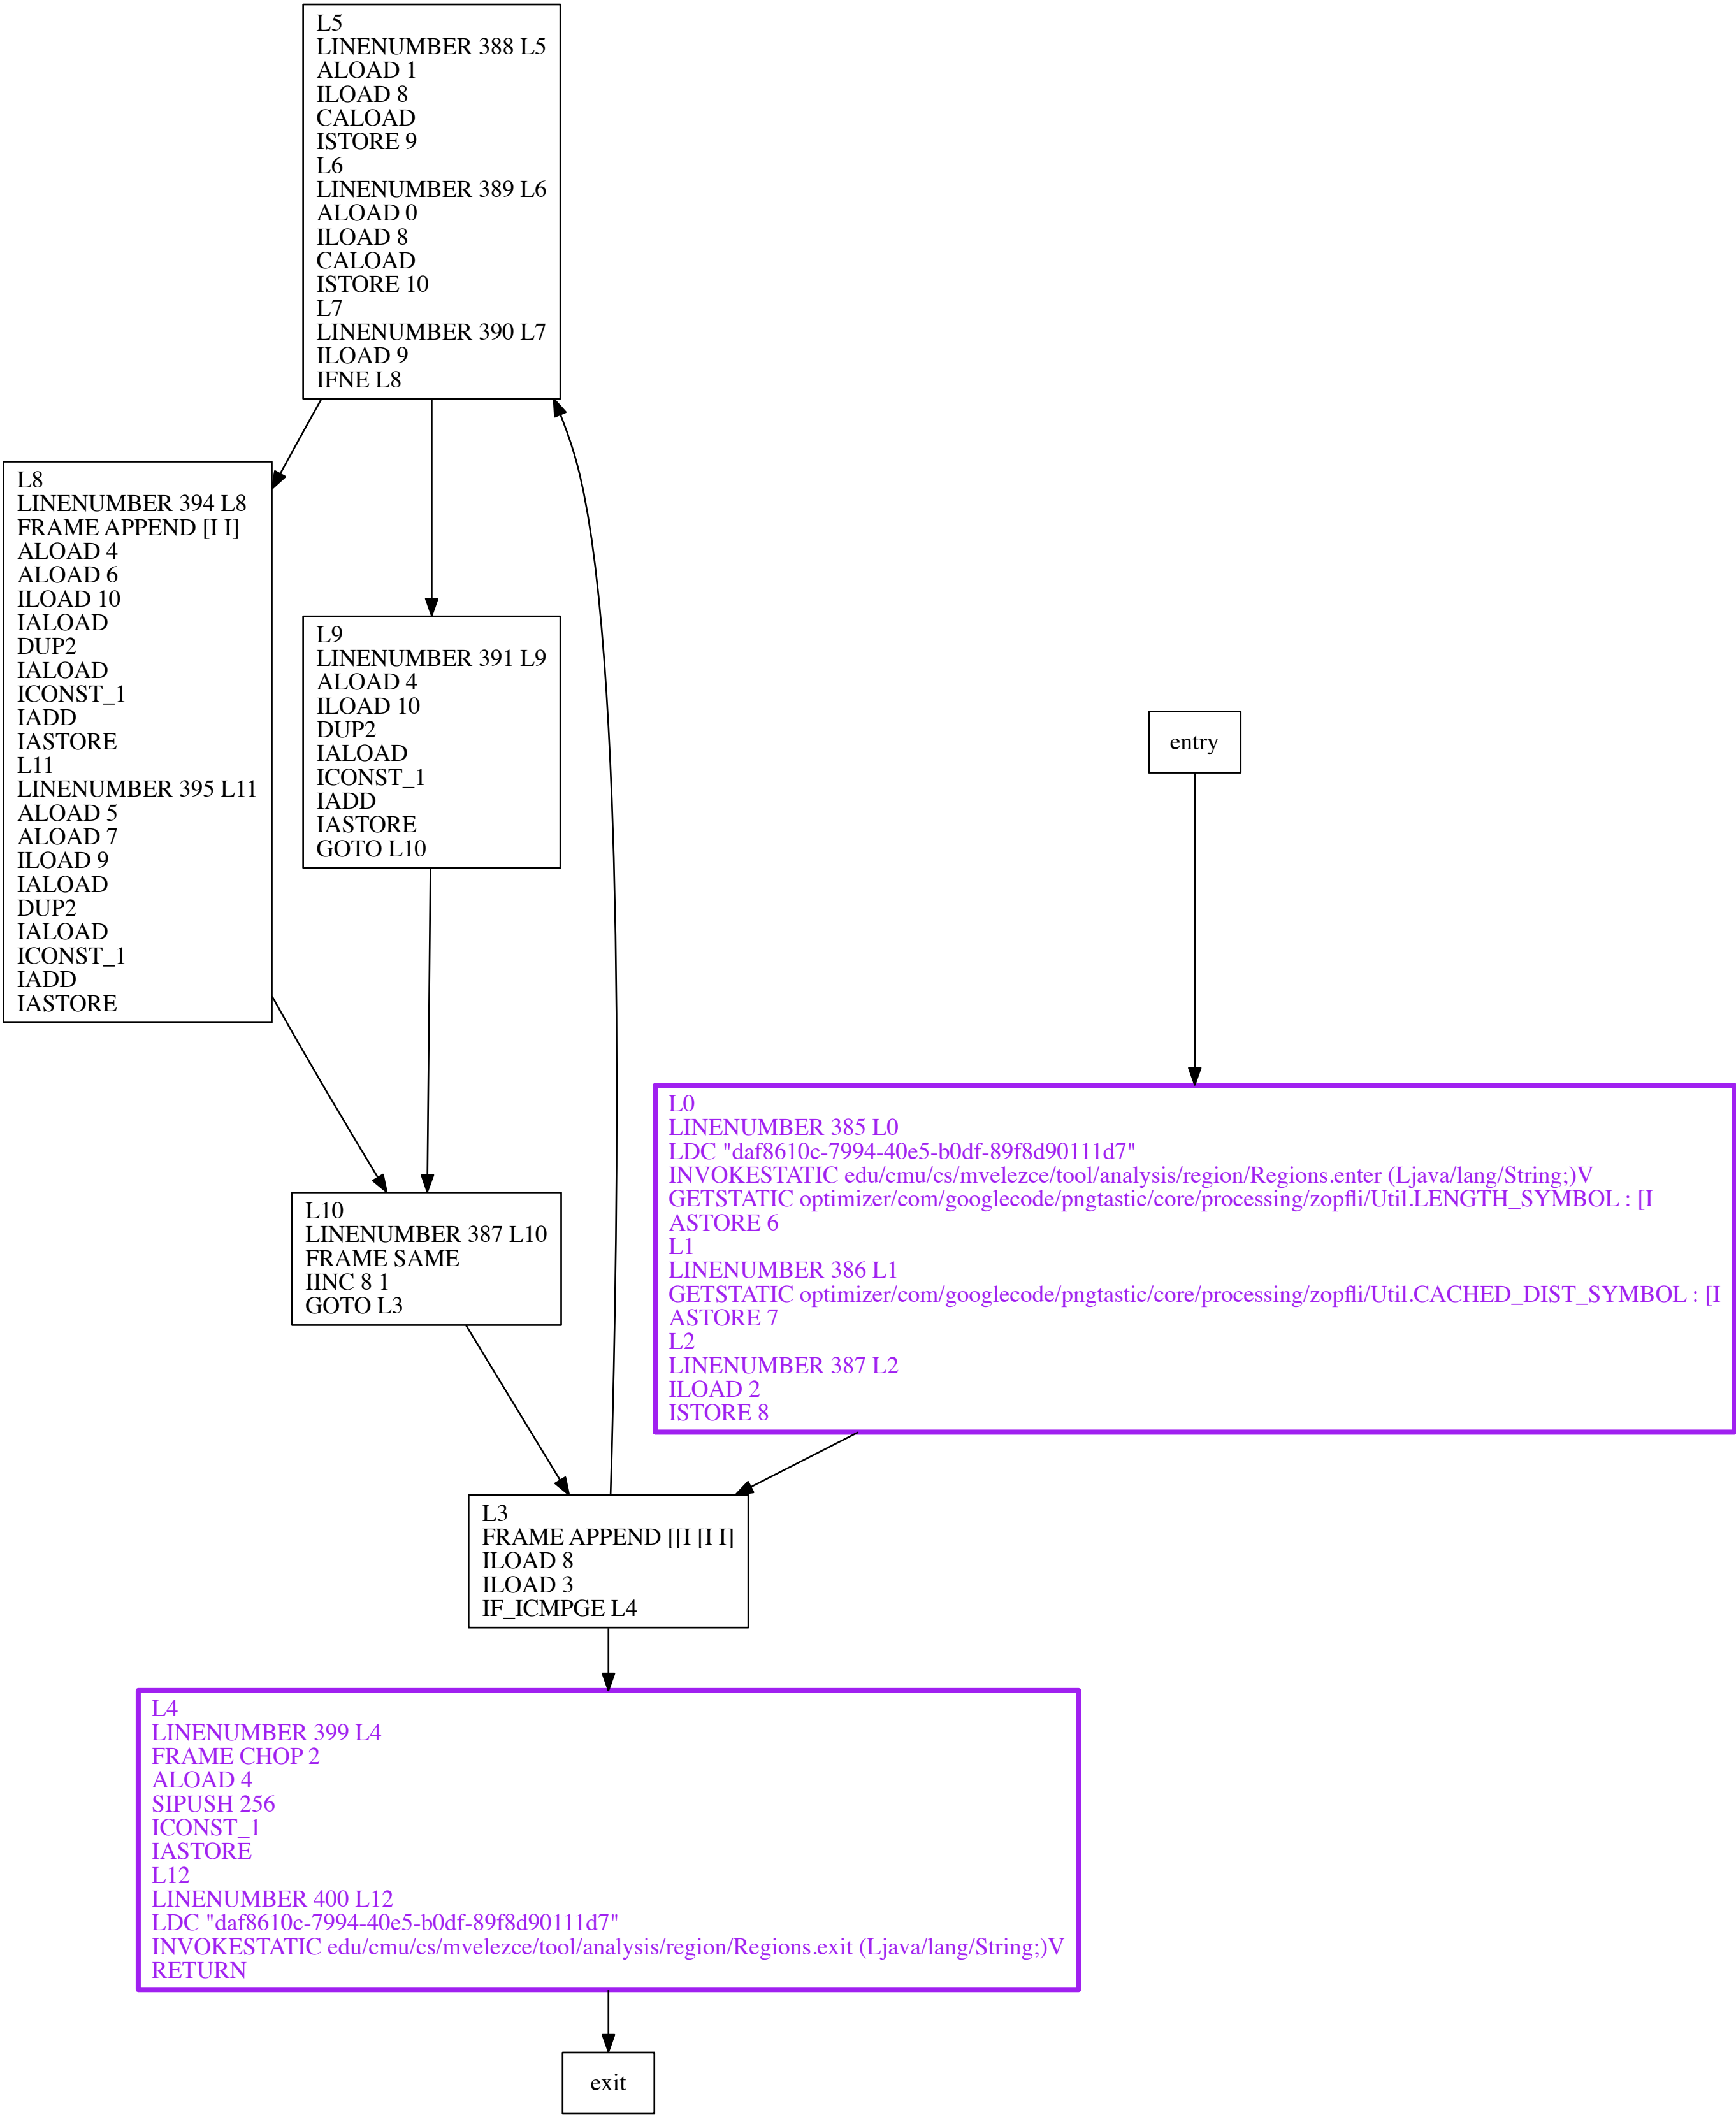 L5
LINENUMBER 388 L5
ALOAD 1
ILOAD 8
CALOAD
ISTORE 9
L6
LINENUMBER 389 L6
ALOAD 0
ILOAD 8
CALOAD
ISTORE 10
L7
LINENUMBER 390 L7
ILOAD 9
IFNE L8
L8
LINENUMBER 394 L8
FRAME APPEND [I I]
ALOAD 4
ALOAD 6
ILOAD 10
IALOAD
DUP2
IALOAD
ICONST_1
IADD
IASTORE
L11
LINENUMBER 395 L11
ALOAD 5
ALOAD 7
ILOAD 9
IALOAD
DUP2
IALOAD
ICONST_1
IADD
IASTORE
L9
LINENUMBER 391 L9
ALOAD 4
ILOAD 10
DUP2
IALOAD
ICONST_1
IADD
IASTORE
GOTO L10
entry
L0
LINENUMBER 385 L0
LDC "daf8610c-7994-40e5-b0df-89f8d90111d7"
INVOKESTATIC edu/cmu/cs/mvelezce/tool/analysis/region/Regions.enter (Ljava/lang/String;)V
GETSTATIC optimizer/com/googlecode/pngtastic/core/processing/zopfli/Util.LENGTH_SYMBOL : [I
ASTORE 6
L1
LINENUMBER 386 L1
GETSTATIC optimizer/com/googlecode/pngtastic/core/processing/zopfli/Util.CACHED_DIST_SYMBOL : [I
ASTORE 7
L2
LINENUMBER 387 L2
ILOAD 2
ISTORE 8
L10
LINENUMBER 387 L10
FRAME SAME
IINC 8 1
GOTO L3
L3
FRAME APPEND [[I [I I]
ILOAD 8
ILOAD 3
IF_ICMPGE L4
L4
LINENUMBER 399 L4
FRAME CHOP 2
ALOAD 4
SIPUSH 256
ICONST_1
IASTORE
L12
LINENUMBER 400 L12
LDC "daf8610c-7994-40e5-b0df-89f8d90111d7"
INVOKESTATIC edu/cmu/cs/mvelezce/tool/analysis/region/Regions.exit (Ljava/lang/String;)V
RETURN
exit